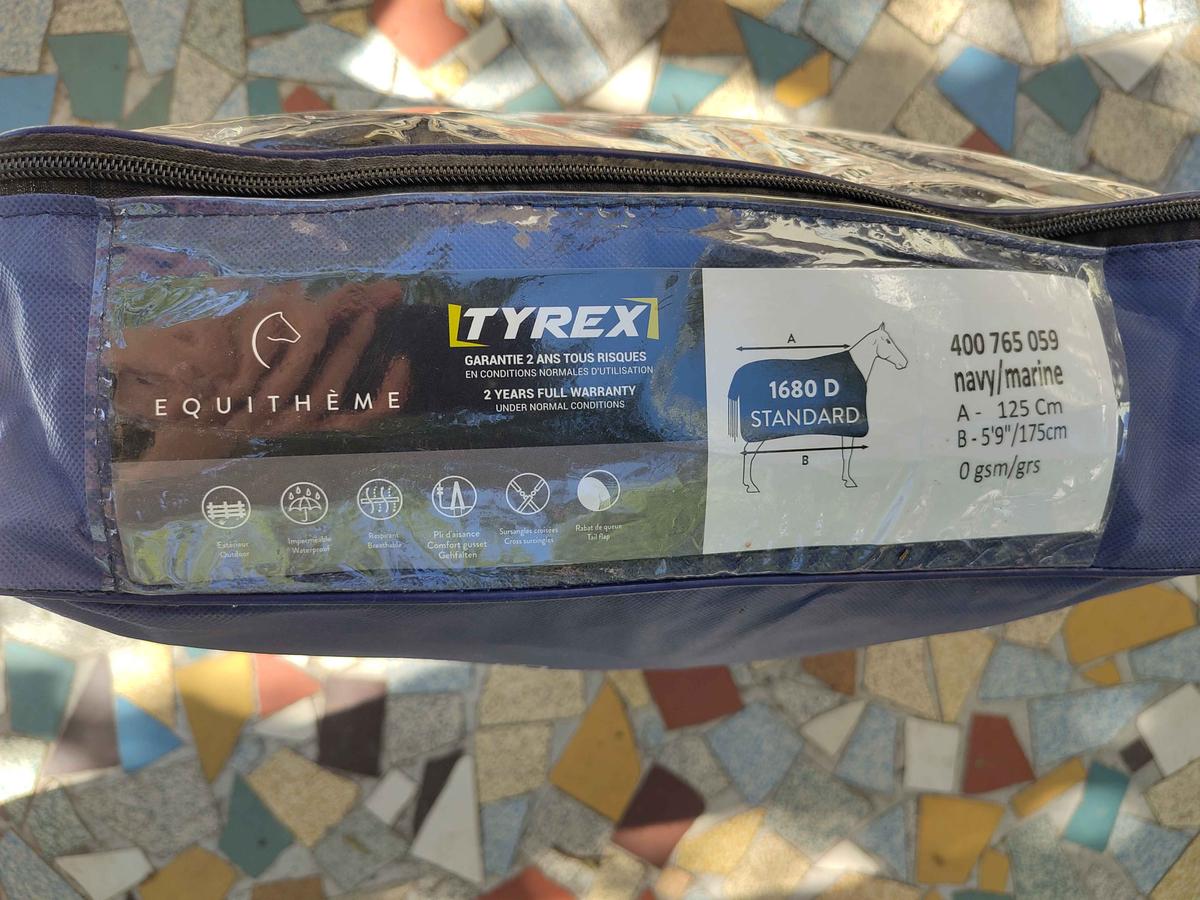 EQUITHÈME
TYREX
GARANTIE 2 ANS TOUS RISQUES
EN CONDITIONS NORMALES D'UTILISATION
2 YEARS FULL WARRANTY
UNDER NORMAL CONDITIONS
Extérieur
Outdoor
Imperméable
Waterproof
Respirant
Breathable
Pli d'aisance
Comfort gusset
Gehfalten
Sursangles croisées
Cross surcingles
Rabat de queue
Tail flap
A
1680 D
STANDARD
B
400 765 059
navy/marine
A - 125 Cm
B - 5'9"/175cm
0 gsm/grs